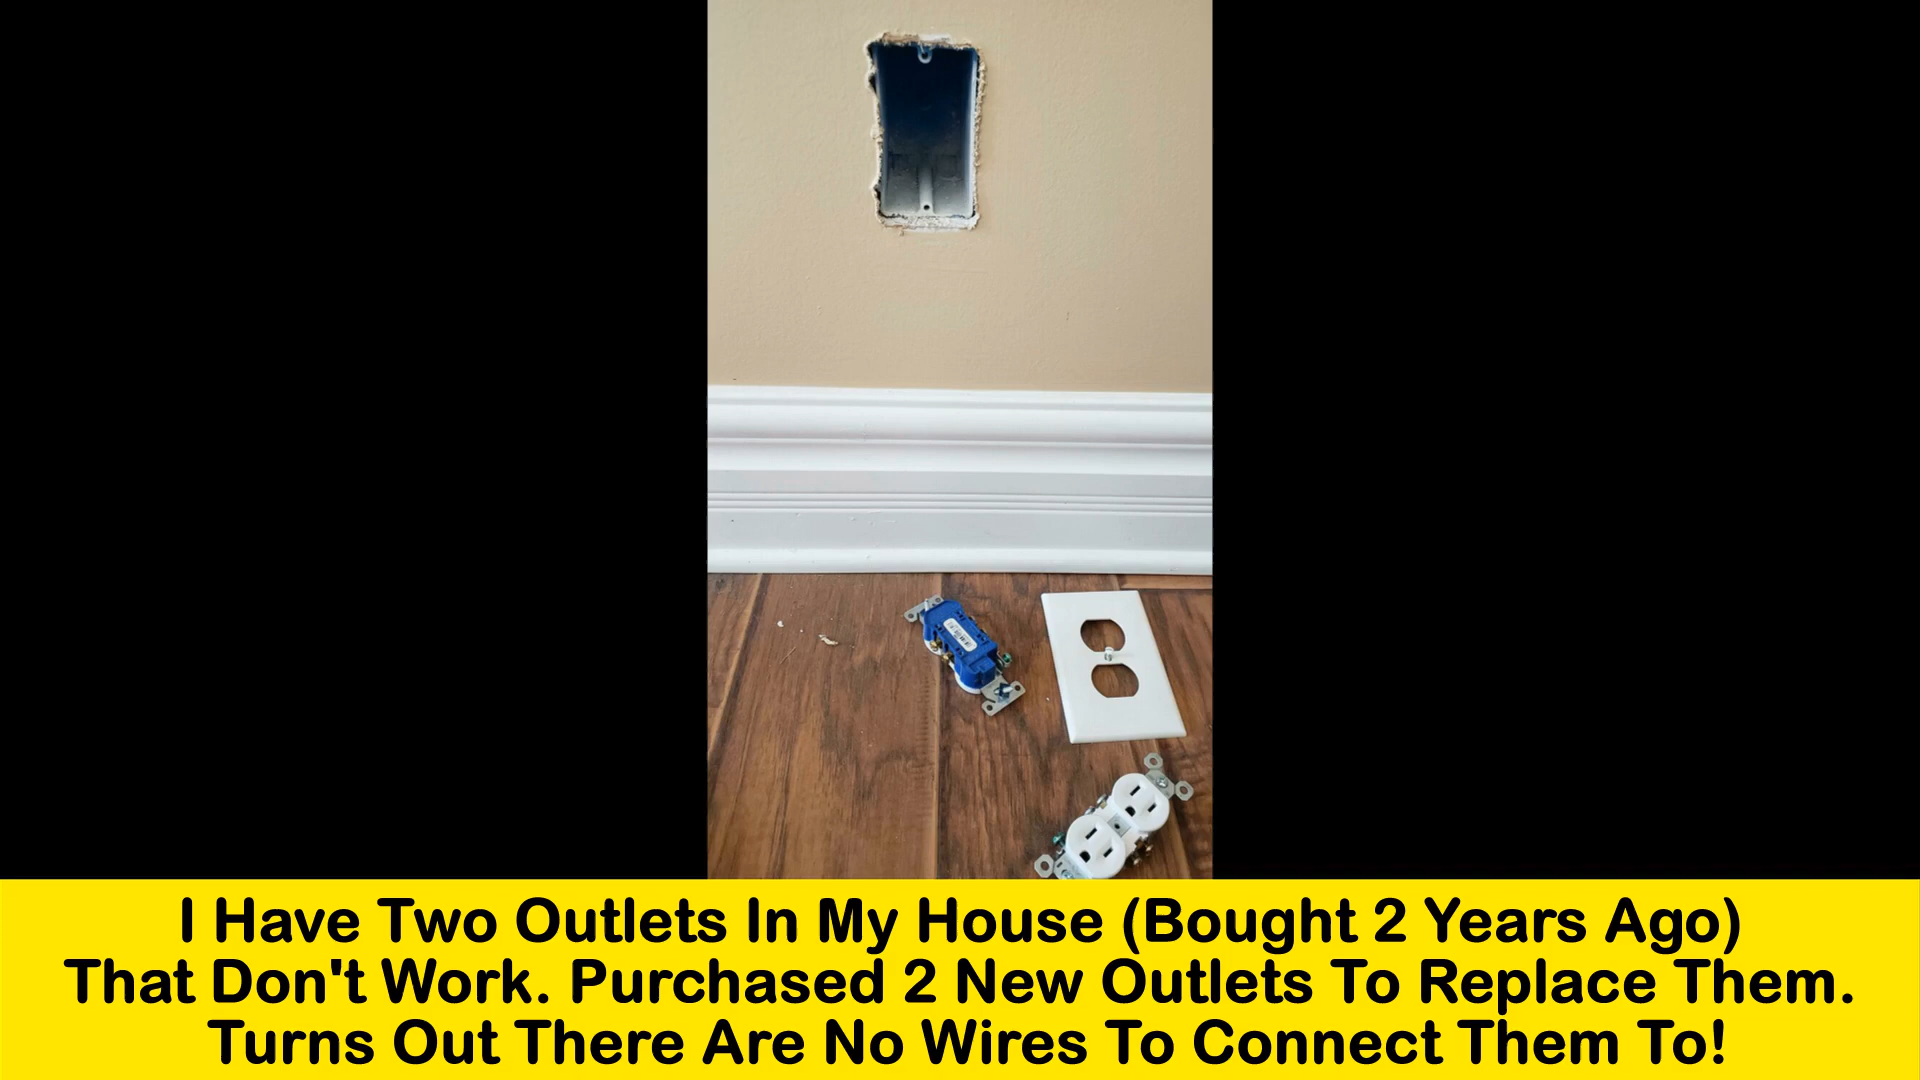 I Have Two Outlets In My House (Bought 2 Years Ago)
That Don't Work. Purchased 2 New Outlets To Replace Them.
Turns Out There Are No Wires To Connect Them To!